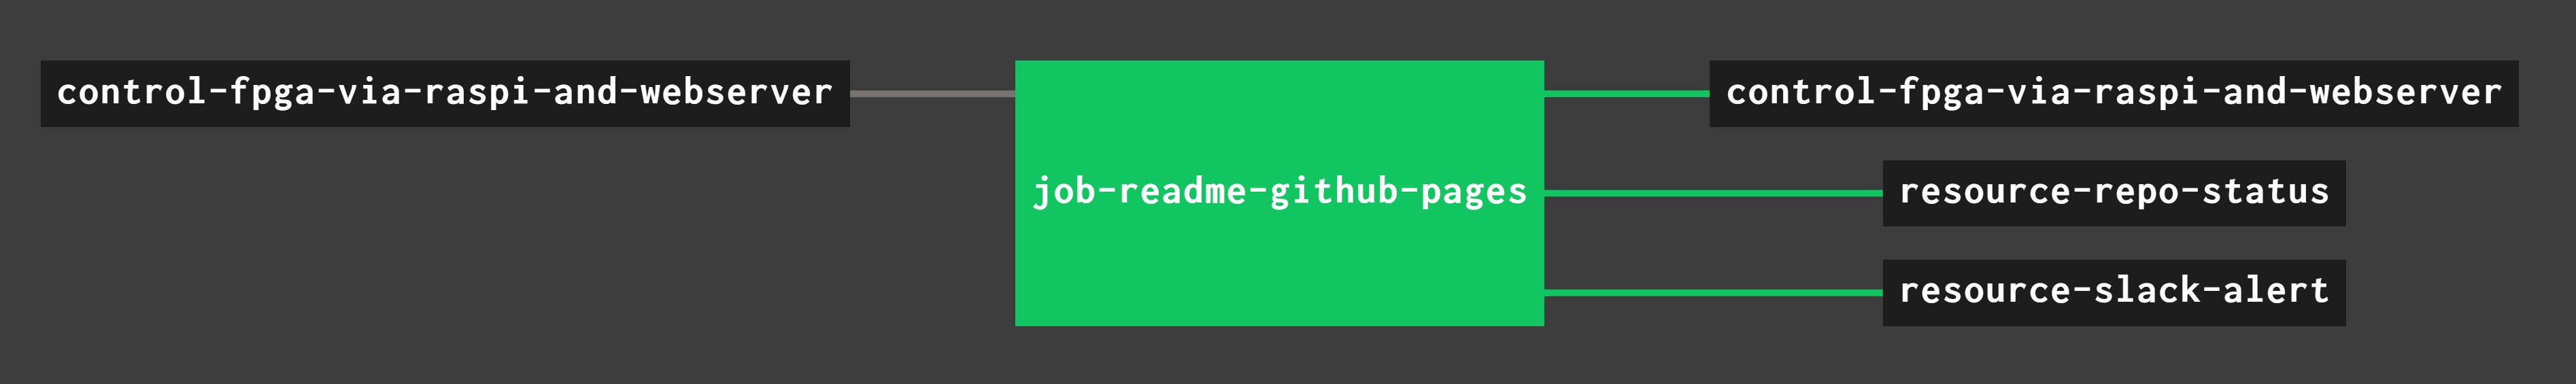 control-fpga-via-raspi-and-webserver
job-readme-github-pages
control-fpga-via-raspi-and-webserver
resource-repo-status
resource-slack-alert